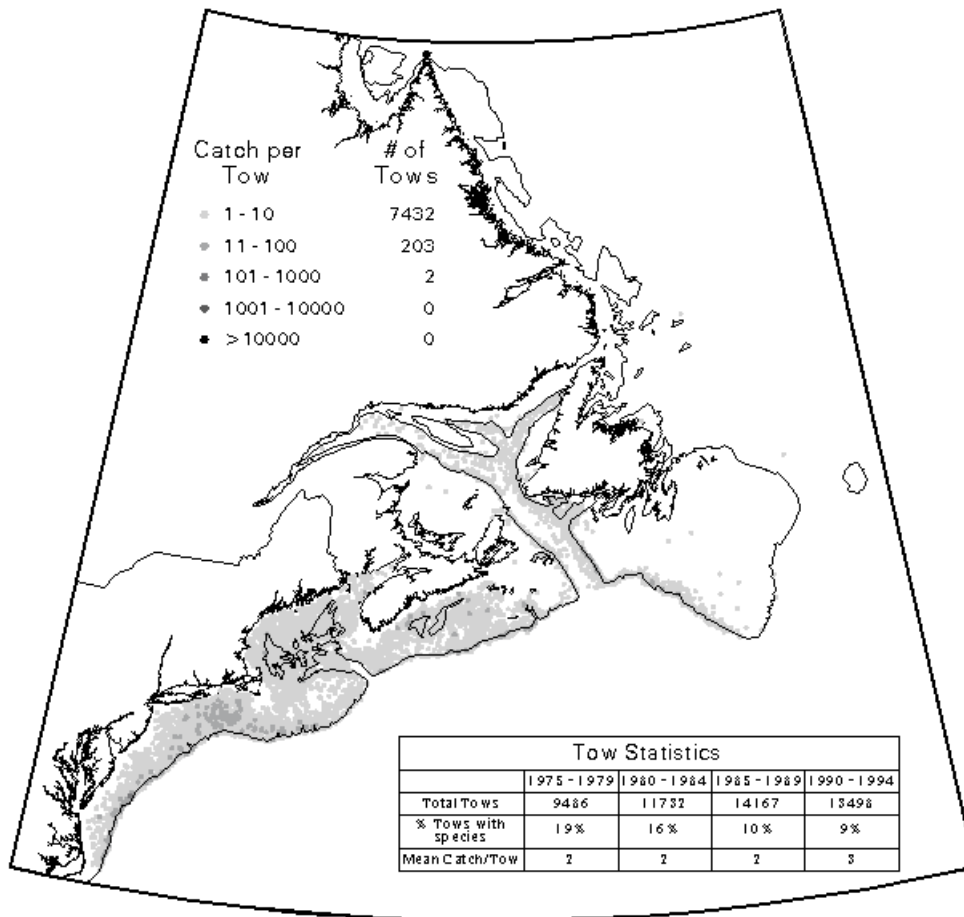 Catch per # of
Tow Tows
1 - 10 7432
11 - 100 203
101 - 1000 2
1001 - 10000 0
>10000 0
Tow Statistics
1975 - 1979 1980 - 1984 1985 - 1989 1990 - 1994
Total Tows 9486 11732 14167 13498
% Tows with species 19% 16% 10% 9%
Mean Catch/Tow 2 2 2 3